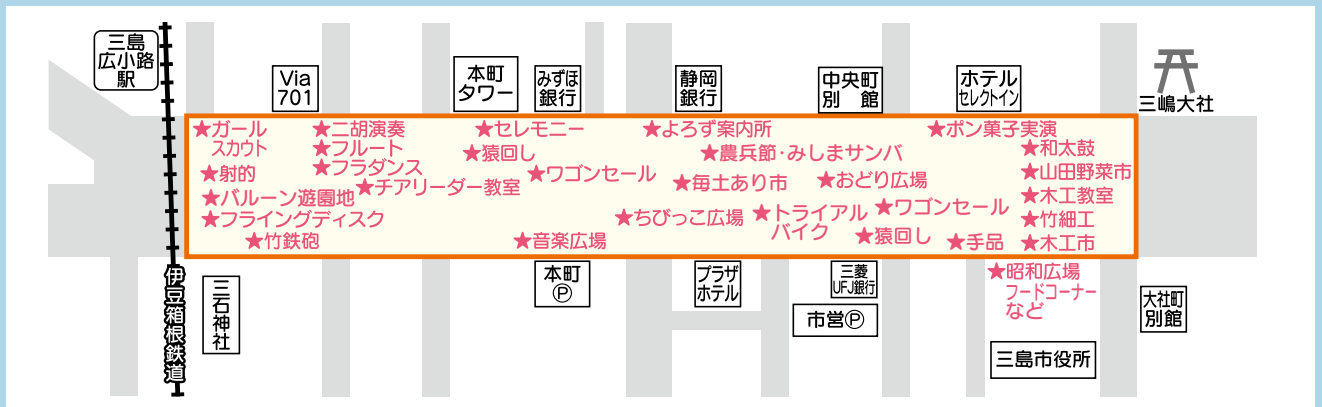 三島
広小路
駅
Via
701
本町
タワー
みずほ
銀行
静岡
銀行
中央町
別館
ホテル
セレクトイン
三嶋大社
★ガール
スカウト
★射的
★バルーン遊園地
★フライングディスク
★竹鉄砲
★二胡演奏
★フルート
★フラダンス
★チアリーダー教室
★セレモニー
★猿回し
★ワゴンセール
★音楽広場
★よろず案内所
★農兵節・みしまサンバ
★毎土あり市
★おどり広場
★ちびっこ広場
★トライアル
バイク
★ワゴンセール
★猿回し
★手品
★ポン菓子実演
★和太鼓
★山田野菜市
★木工教室
★竹細工
★木工市
★昭和広場
フードコーナー
など
伊豆箱根鉄道
三石神社
本町
Ⓟ
プラザ
ホテル
三菱
UFJ銀行
市営Ⓟ
三島市役所
大社町
別館